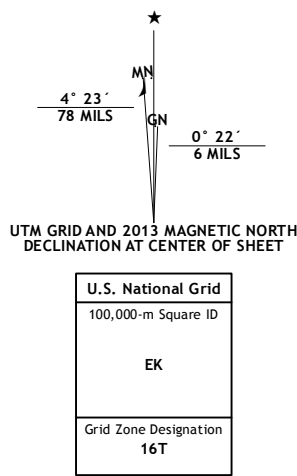 ★
MN
GN
4° 23´
78 MILS
0° 22´
6 MILS
UTM GRID AND 2013 MAGNETIC NORTH
DECLINATION AT CENTER OF SHEET
U.S. National Grid
100,000-m Square ID
EK
Grid Zone Designation
16T